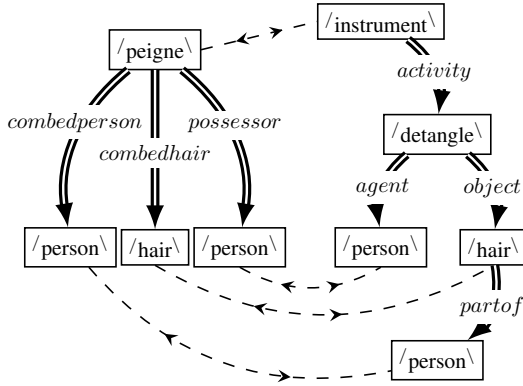 /instrument\
/peigne\
activity
combedperson possessor
combedhair
/detangle\
agent object
/person\ /hair\ /person\ /person\ /hair\
partof
/person\